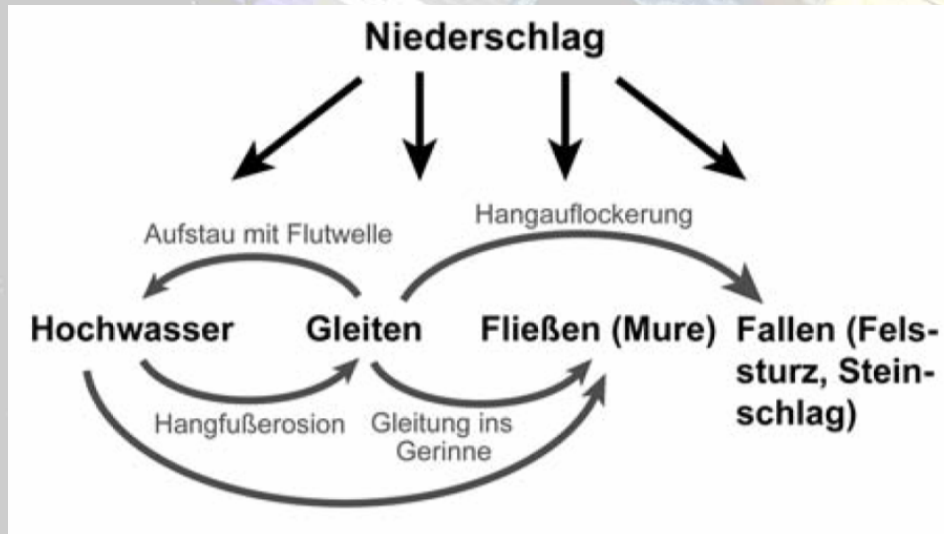 Niederschlag
Aufstau mit Flutwelle
Hangauflockerung
Hochwasser
Gleiten
Fließen (Mure)
Fallen (Fels-
sturz, Stein-
schlag)
Hangfußerosion
Gleitung ins
Gerinne